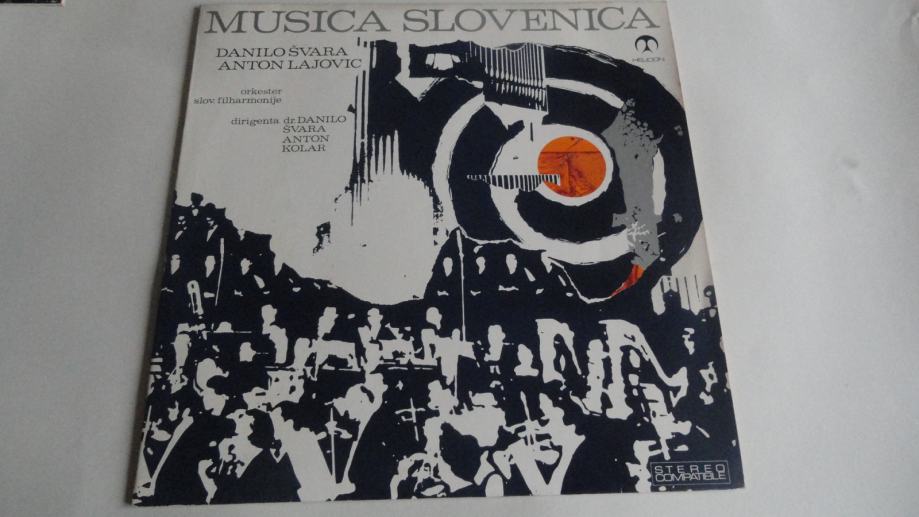 MUSICA SLOVENICA
DANILO ŠVARA
ANTON LAJOVIC
HELIDON
orkester
slov. filharmonije
dirigenta dr. DANILO
ŠVARA
ANTON
KOLAR
STEREO
COMPATIBLE